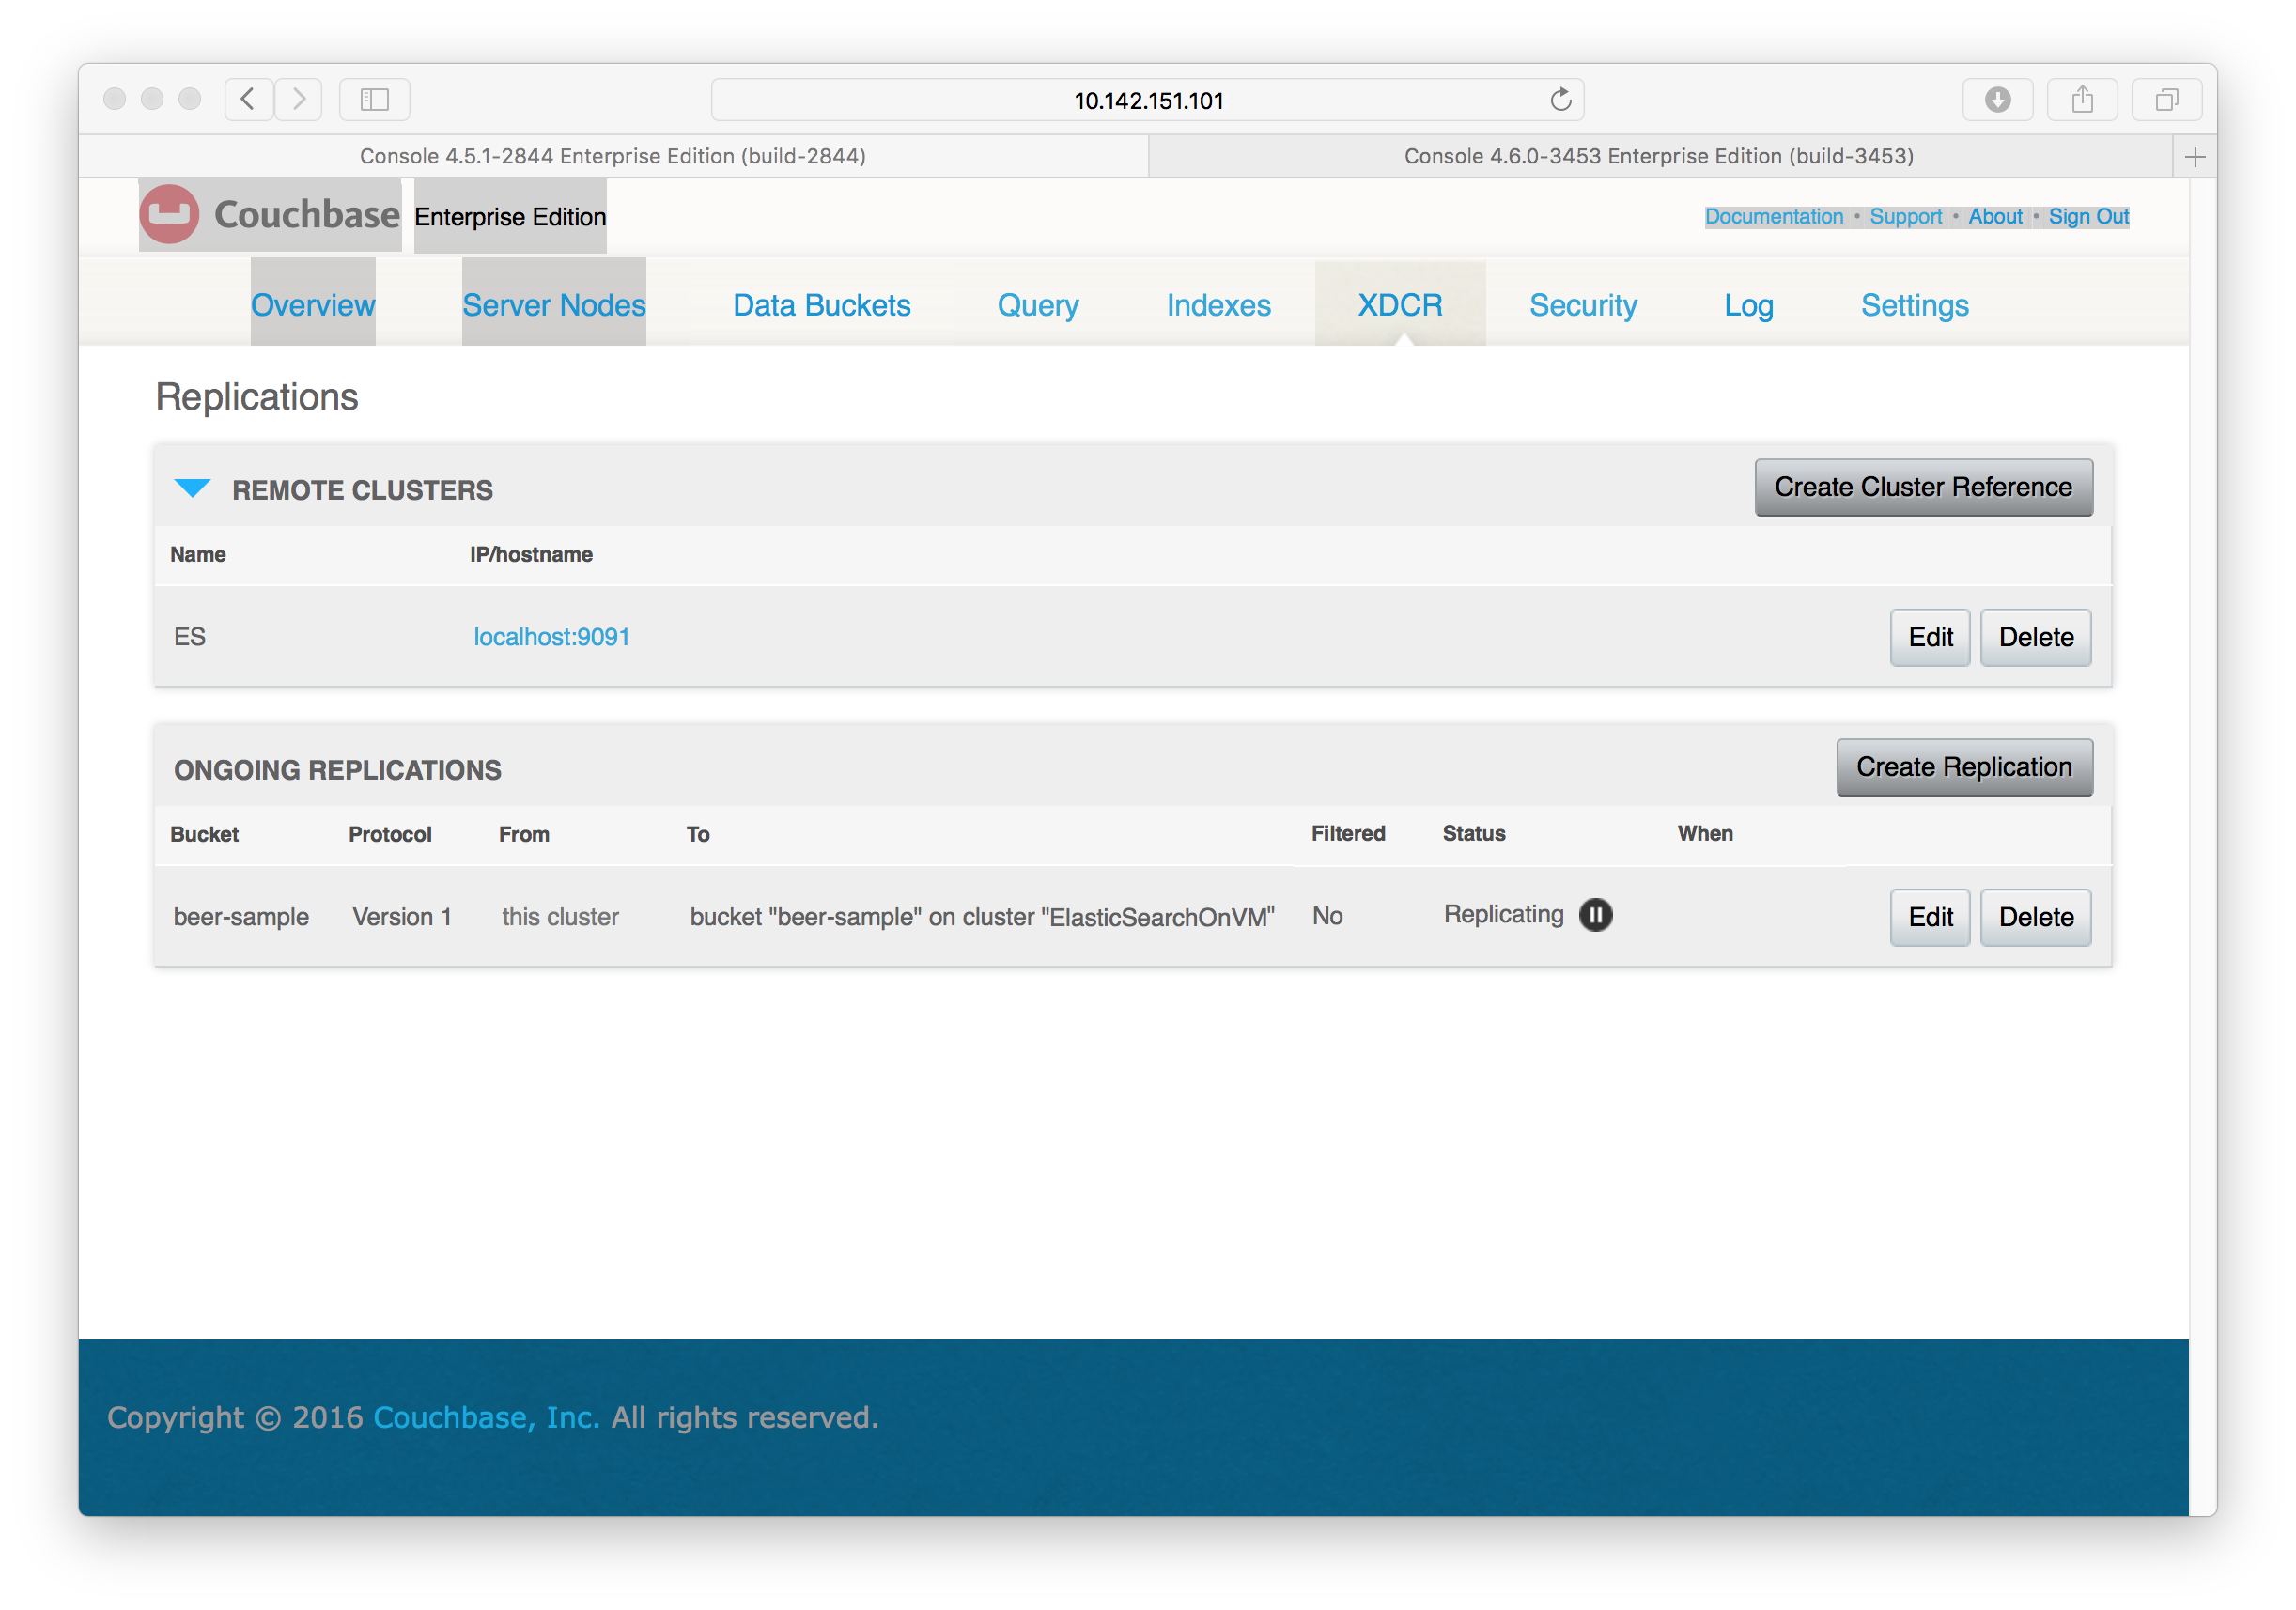 10.142.151.101
Console 4.5.1-2844 Enterprise Edition (build-2844) Console 4.6.0-3453 Enterprise Edition (build-3453)
Couchbase Enterprise Edition Documentation • Support • About • Sign Out
Overview Server Nodes Data Buckets Query Indexes XDCR Security Log Settings
Replications
REMOTE CLUSTERS Create Cluster Reference
Name IP/hostname
ES localhost:9091 Edit Delete
ONGOING REPLICATIONS Create Replication
Bucket Protocol From To Filtered Status When
beer-sample Version 1 this cluster bucket "beer-sample" on cluster "ElasticSearchOnVM" No Replicating Edit Delete
Copyright © 2016 Couchbase, Inc. All rights reserved.